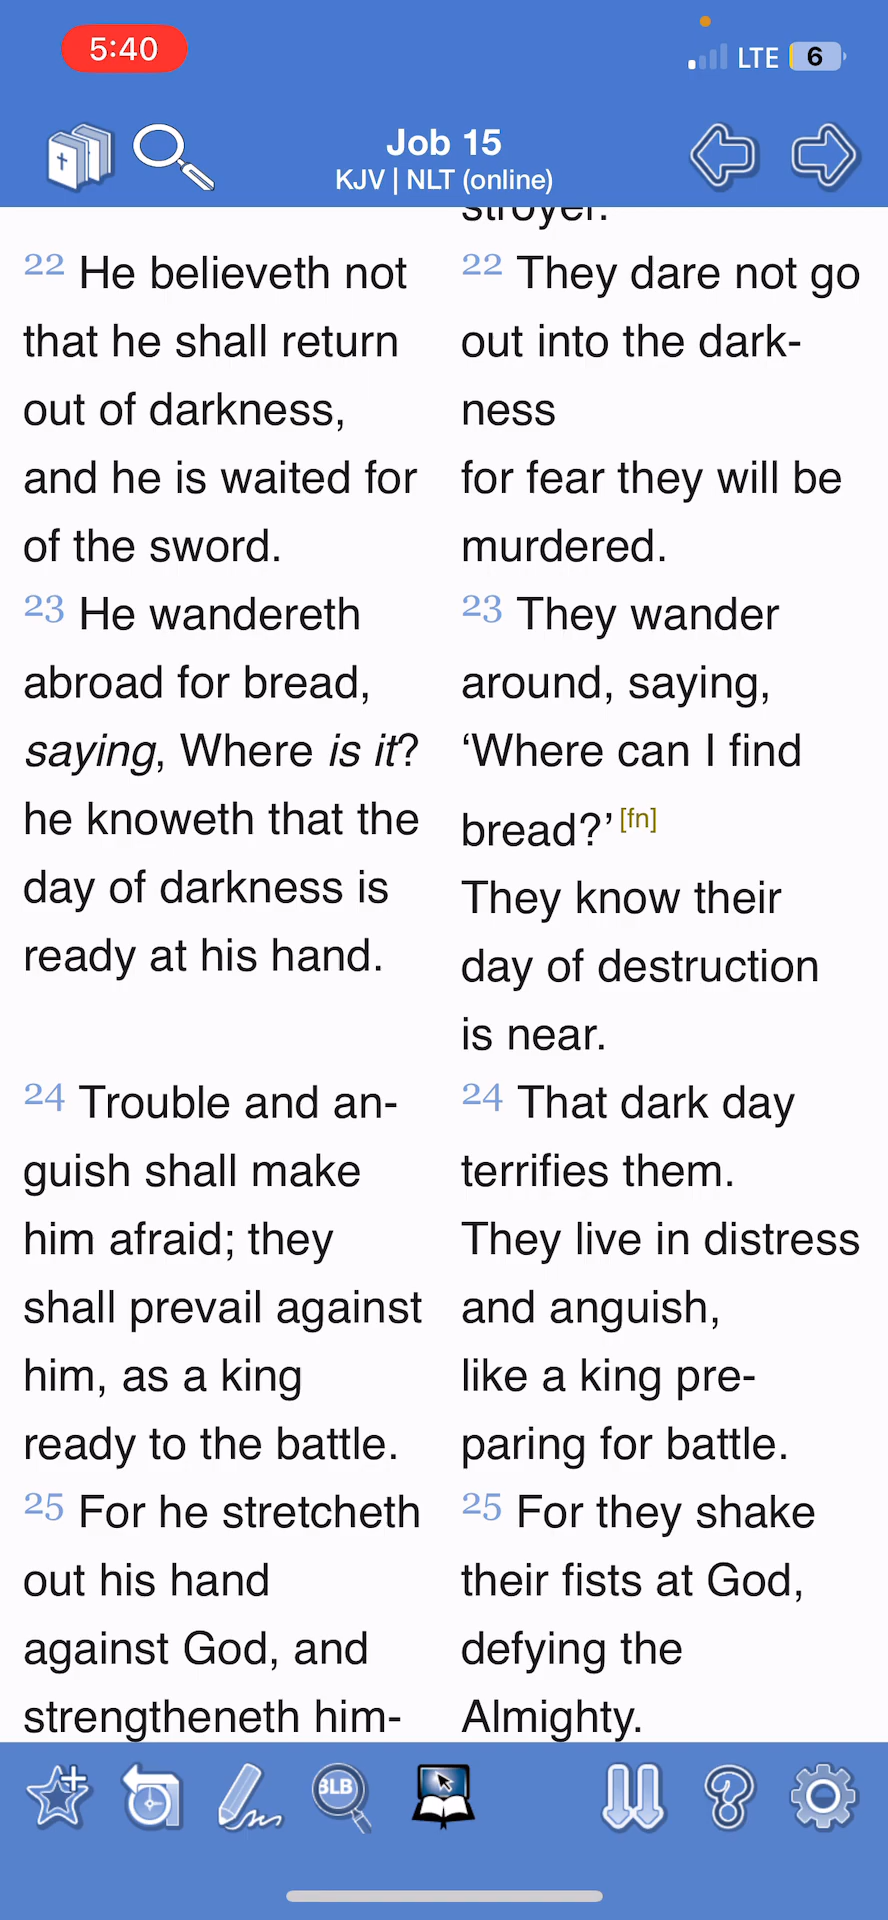 5:40
LTE 6
Job 15
KJV | NLT (online)
22 He believeth not
that he shall return
out of darkness,
and he is waited for
of the sword.
23 He wandereth
abroad for bread,
saying, Where is it?
he knoweth that the
day of darkness is
ready at his hand.
24 Trouble and an-
guish shall make
him afraid; they
shall prevail against
him, as a king
ready to the battle.
25 For he stretcheth
out his hand
against God, and
strengtheneth him-
stroyer.
22 They dare not go
out into the dark-
ness
for fear they will be
murdered.
23 They wander
around, saying,
‘Where can I find
bread?’ [fn]
They know their
day of destruction
is near.
24 That dark day
terrifies them.
They live in distress
and anguish,
like a king pre-
paring for battle.
25 For they shake
their fists at God,
defying the
Almighty.
BLB